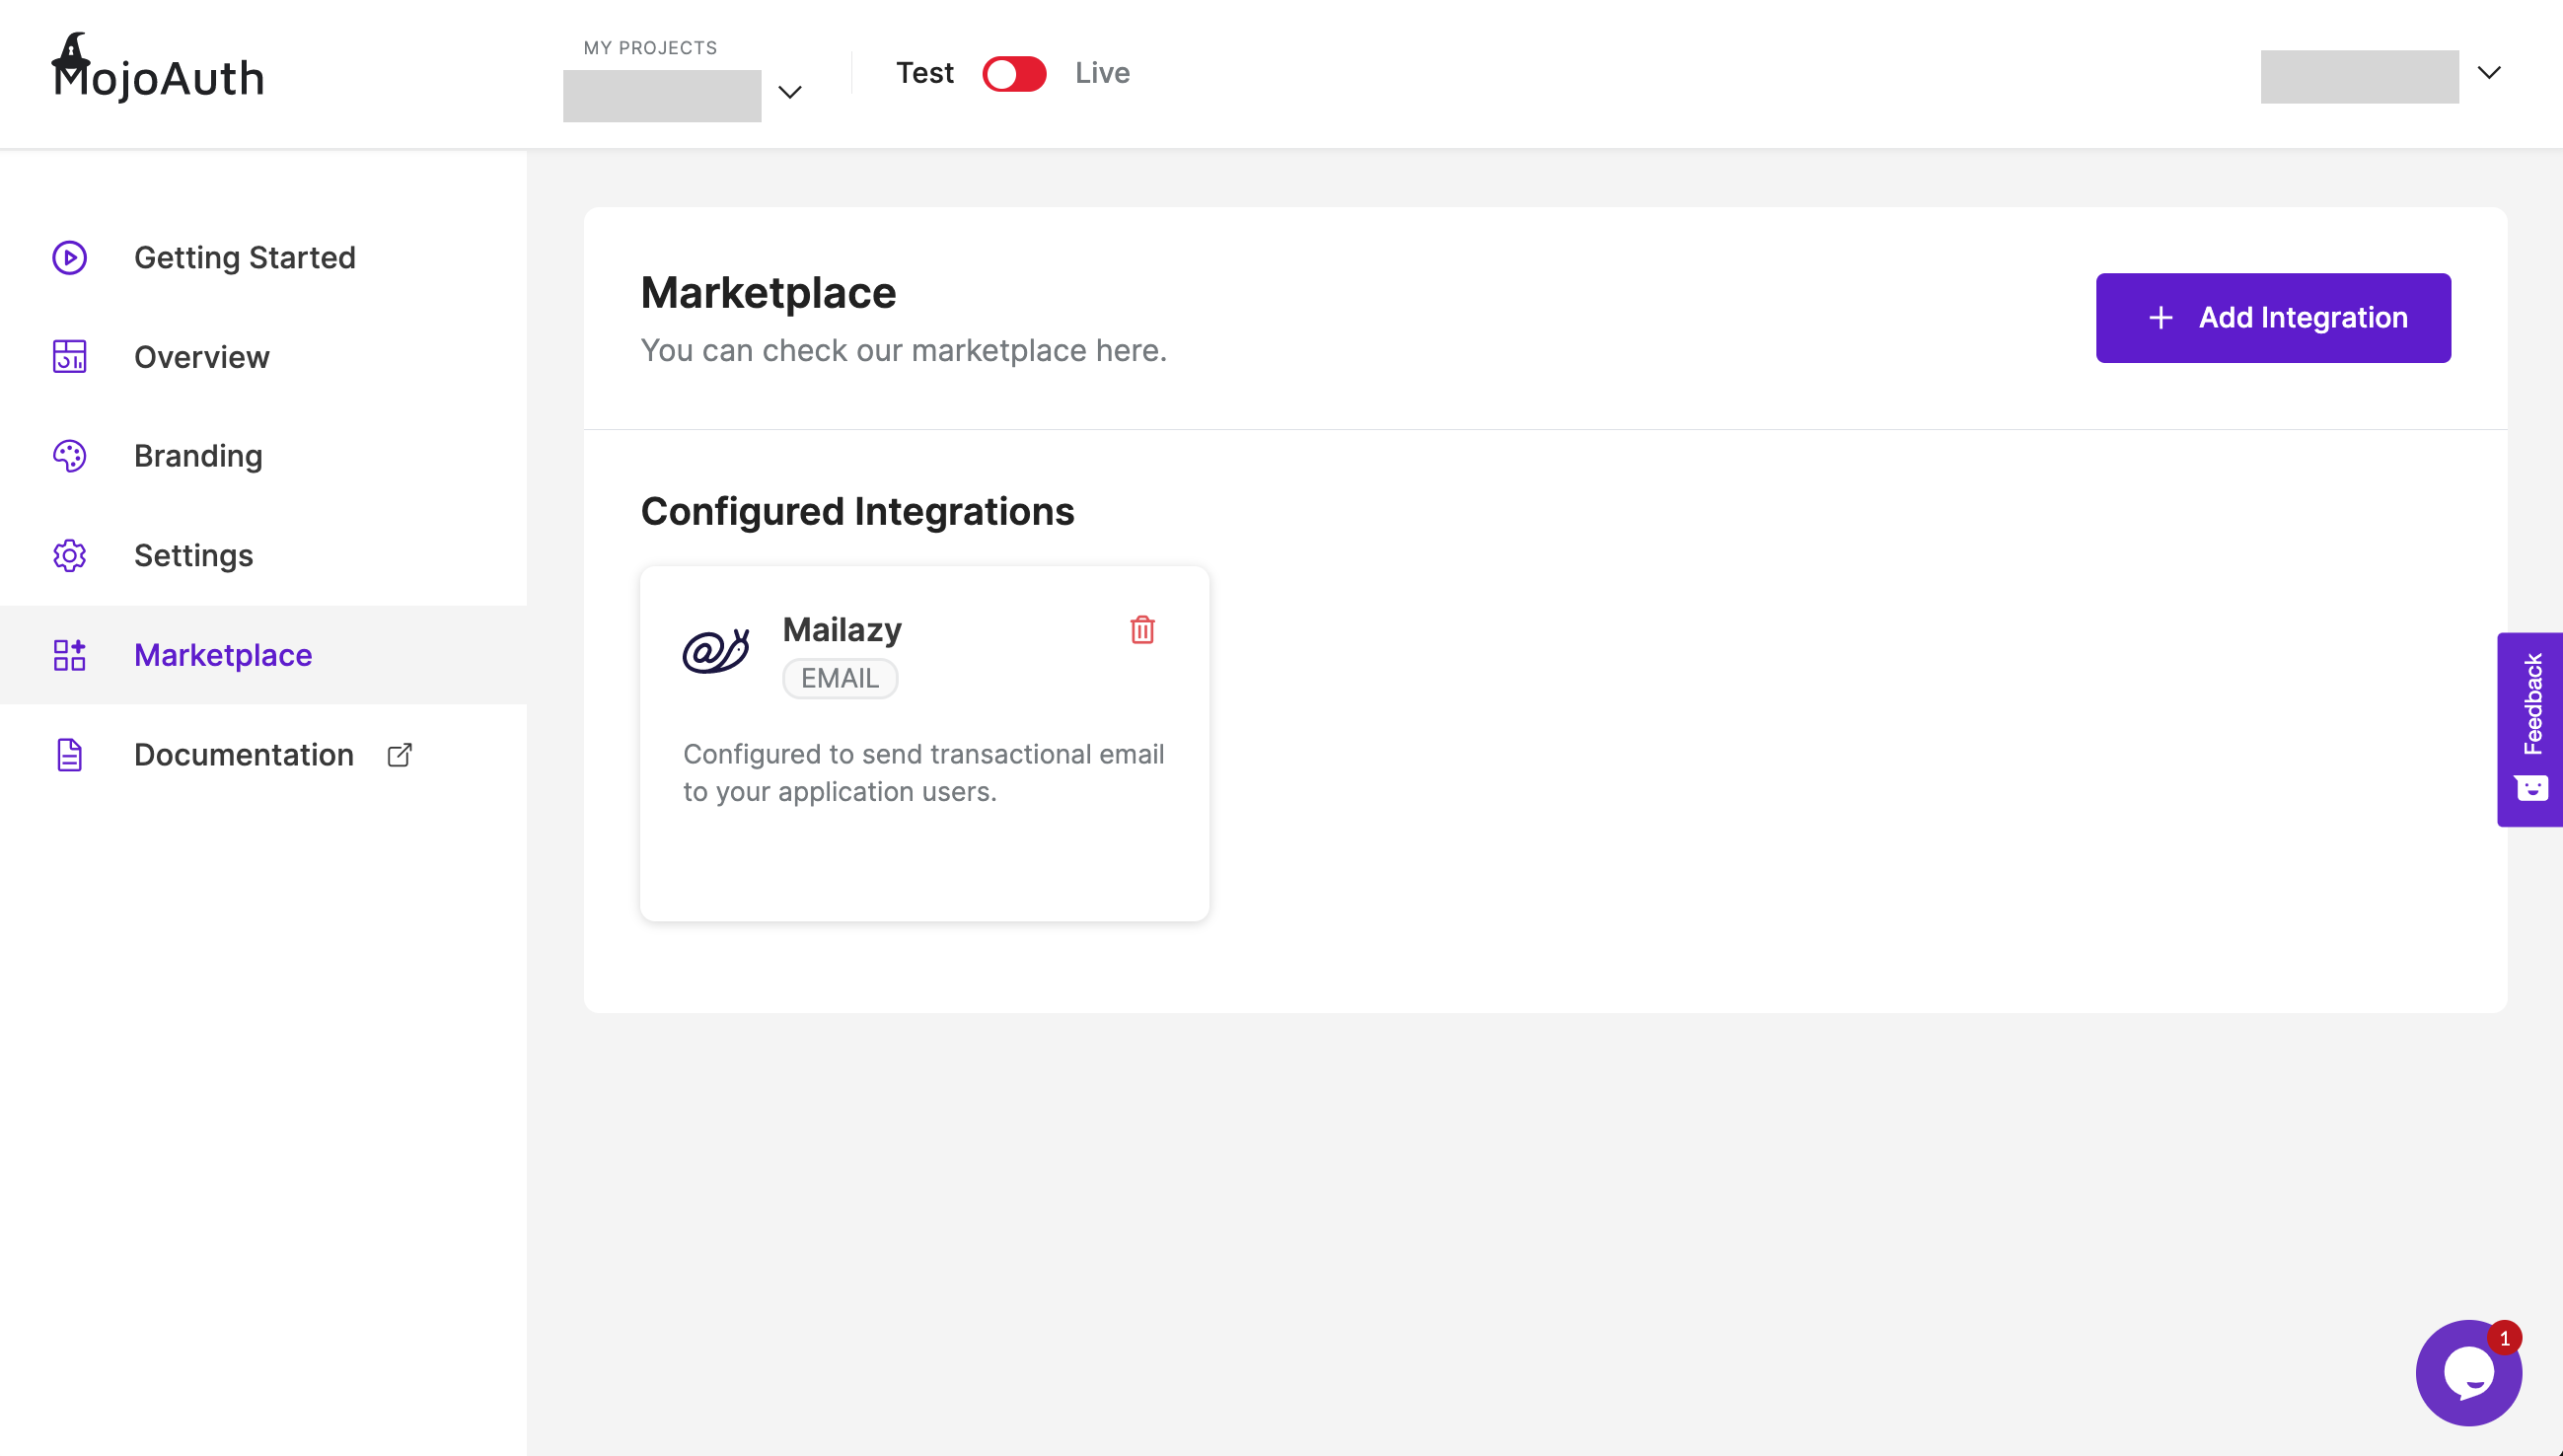 MojoAuth
MY PROJECTS
Test
Live
Getting Started
Overview
Branding
Settings
Marketplace
Documentation
Marketplace
You can check our marketplace here.
Add Integration
Configured Integrations
Mailazy
EMAIL
Configured to send transactional email
to your application users.
Feedback
1